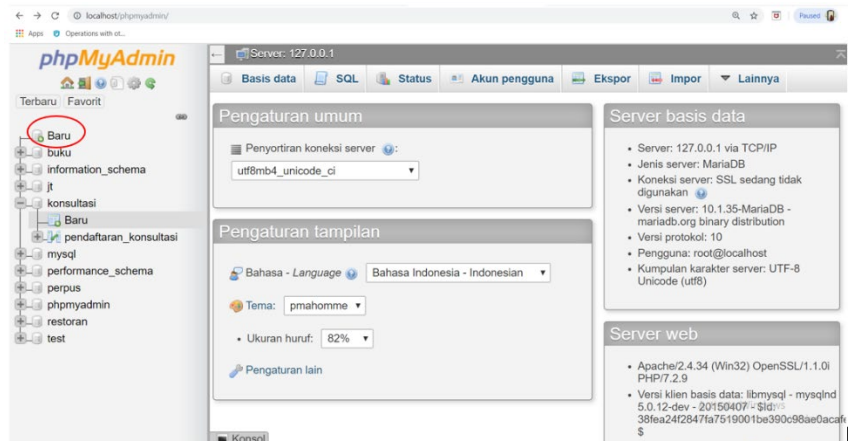 localhost/phpmyadmin/
Paused
Apps
Operations with ot...
phpMyAdmin
Terbaru
Favorit
Baru
buku
information_schema
jt
konsultasi
Baru
pendaftaran_konsultasi
mysql
performance_schema
perpus
phpmyadmin
restoran
test
Server: 127.0.0.1
Basis data
SQL
Status
Akun pengguna
Ekspor
Impor
Lainnya
Pengaturan umum
Penyortiran koneksi server :
utf8mb4_unicode_ci
Pengaturan tampilan
Bahasa - Language
Bahasa Indonesia - Indonesian
Tema: pmahomme
• Ukuran huruf: 82%
Pengaturan lain
Server basis data
• Server: 127.0.0.1 via TCP/IP
• Jenis server: MariaDB
• Koneksi server: SSL sedang tidak
digunakan
• Versi server: 10.1.35-MariaDB -
mariadb.org binary distribution
• Versi protokol: 10
• Pengguna: root@localhost
• Kumpulan karakter server: UTF-8
Unicode (utf8)
Server web
• Apache/2.4.34 (Win32) OpenSSL/1.1.0i
PHP/7.2.9
• Versi klien basis data: libmysql - mysqlnd
5.0.12-dev - 20150407 - $Id:
38fea24f2847fa7519001be390c98ae0acafe
$
Konsol